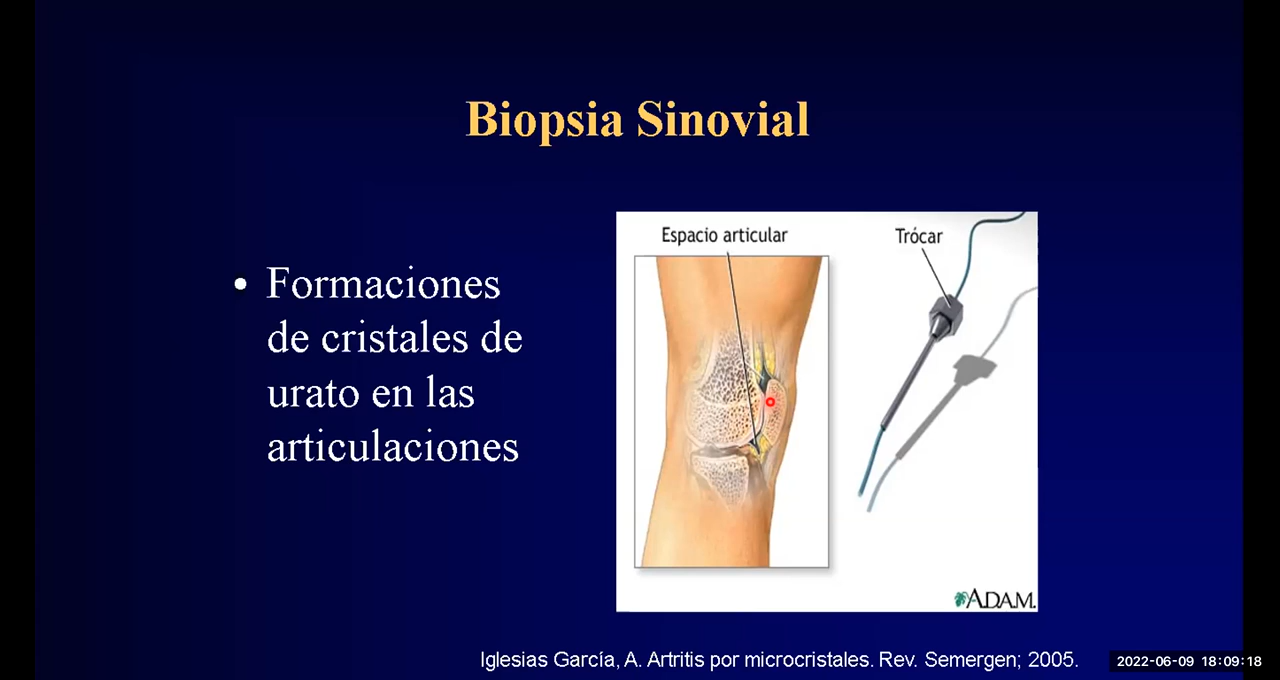 Biopsia Sinovial
• Formaciones
de cristales de
urato en las
articulaciones
Espacio articular
Trócar
A.D.A.M.
Iglesias García, A. Artritis por microcristales. Rev. Semergen; 2005.
2022-06-09 18:09:18